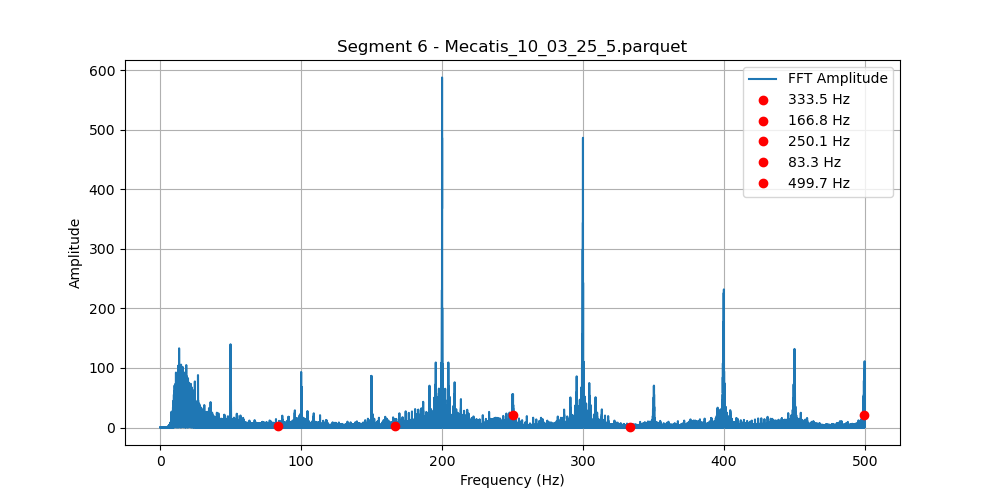 Segment 6 - Mecatis_10_03_25_5.parquet
600
500
400
300
200
100
0
Amplitude
FFT Amplitude
333.5 Hz
166.8 Hz
250.1 Hz
83.3 Hz
499.7 Hz
0 100 200 300 400 500
Frequency (Hz)